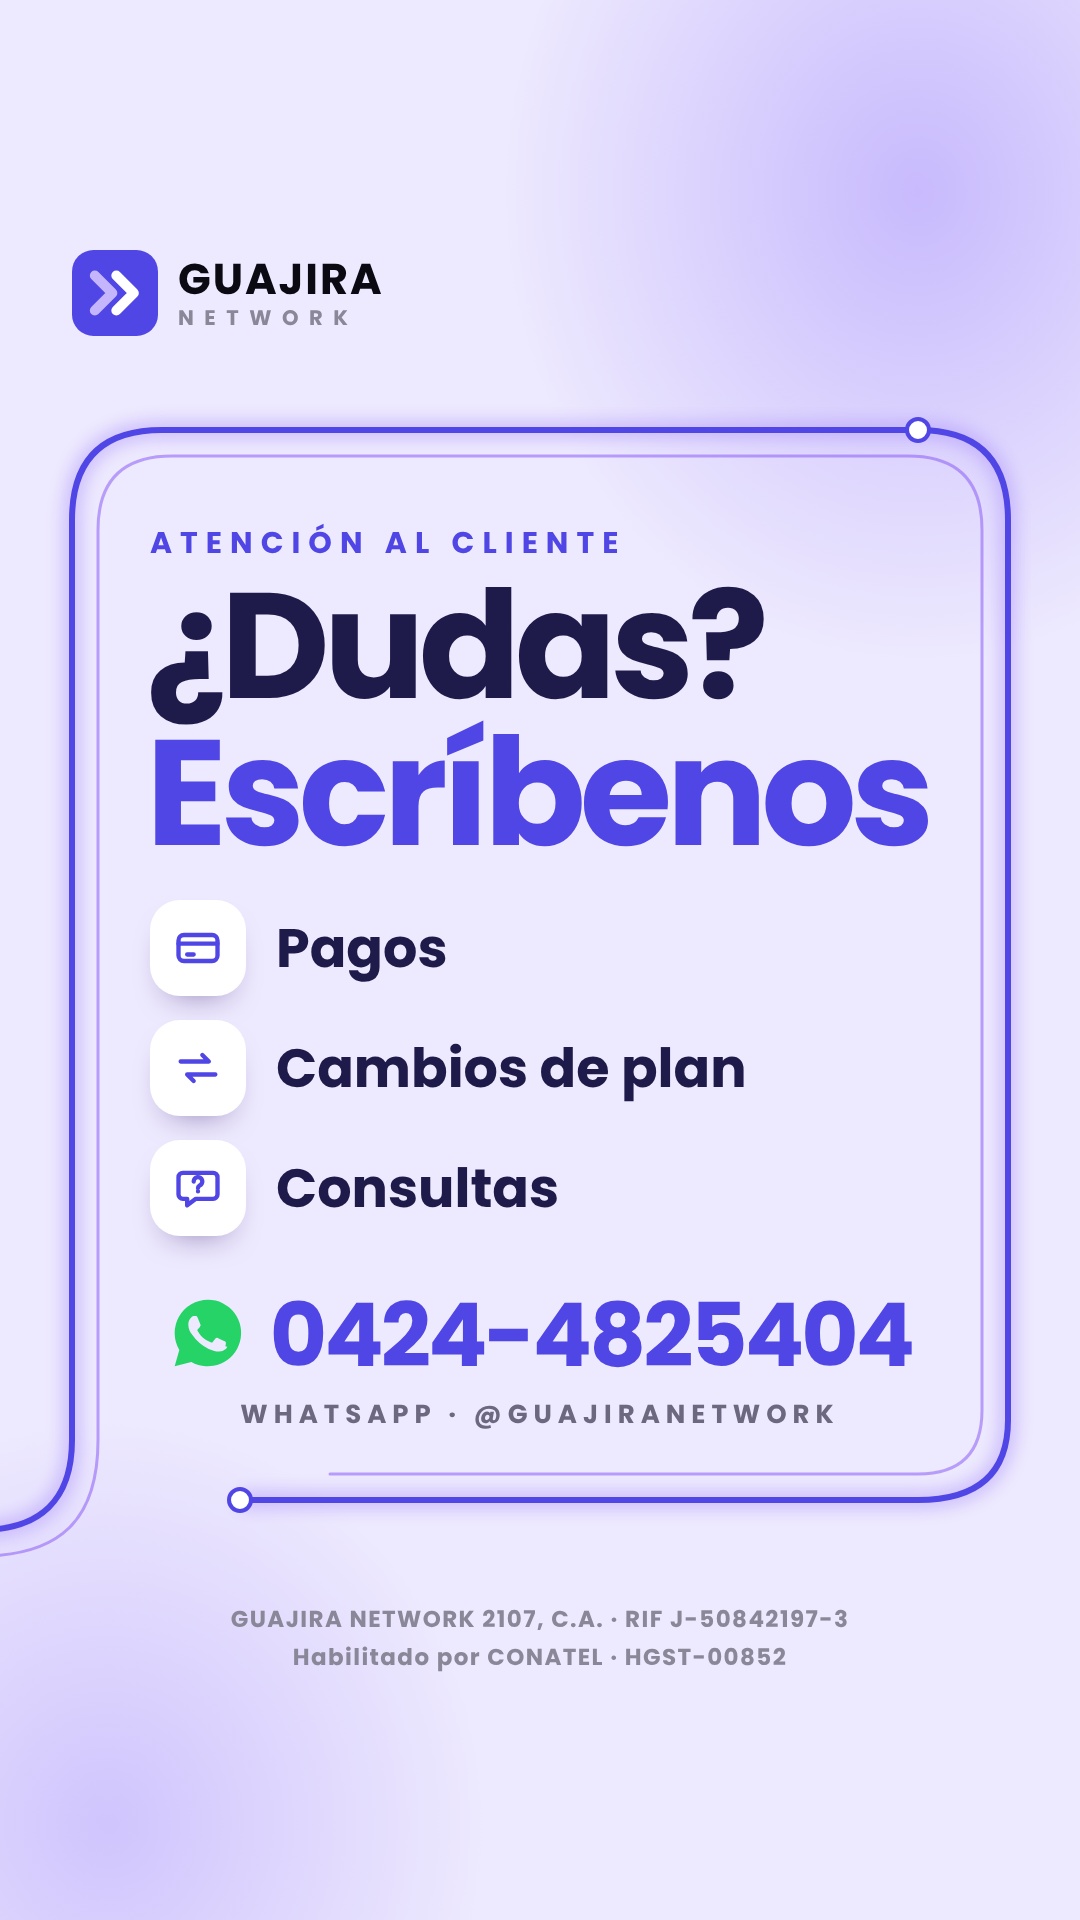 GUAJIRA
NETWORK
ATENCIÓN AL CLIENTE
¿Dudas?
Escríbenos
Pagos
Cambios de plan
Consultas
0424-4825404
WHATSAPP · @GUAJIRANETWORK
GUAJIRA NETWORK 2107, C.A. · RIF J-50842197-3
Habilitado por CONATEL · HGST-00852